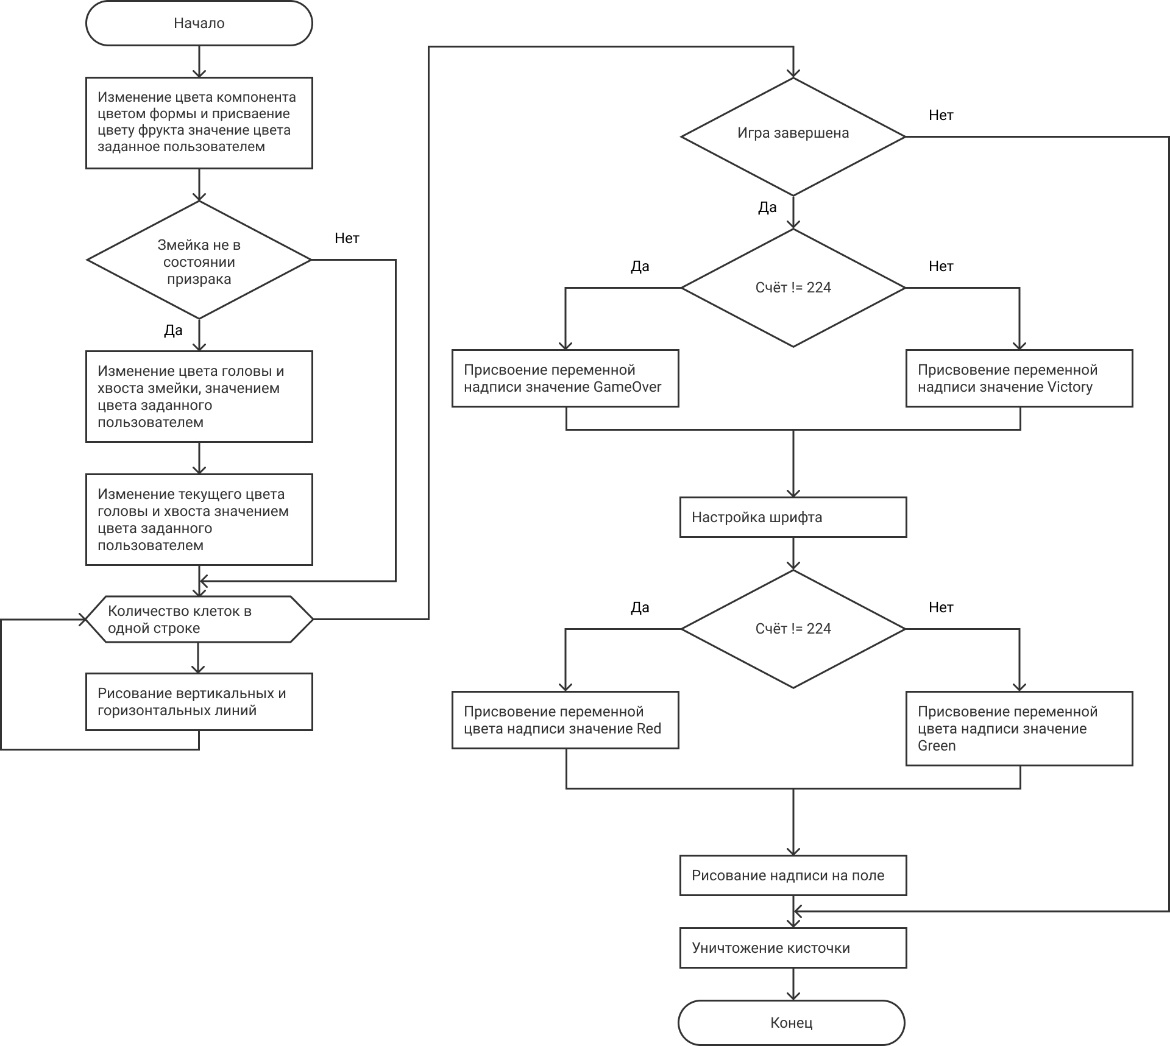 Начало
Изменение цвета компонента
цветом формы и присваение
цвету фрукта значение цвета
заданное пользователем
Змейка не в
состоянии
призрака
Нет
Да
Изменение цвета головы и
хвоста змейки, значением
цвета заданного
пользователем
Изменение текущего цвета
головы и хвоста значением
цвета заданного
пользователем
Количество клеток в
одной строке
Рисование вертикальных и
горизонтальных линий
Игра завершена
Нет
Да
Счёт != 224
Да
Нет
Присвоение переменной
надписи значение GameOver
Присвовение переменной
надписи значение Victory
Настройка шрифта
Счёт != 224
Да
Нет
Присвовение переменной
цвета надписи значение Red
Присвовение переменной
цвета надписи значение
Green
Рисование надписи на поле
Уничтожение кисточки
Конец